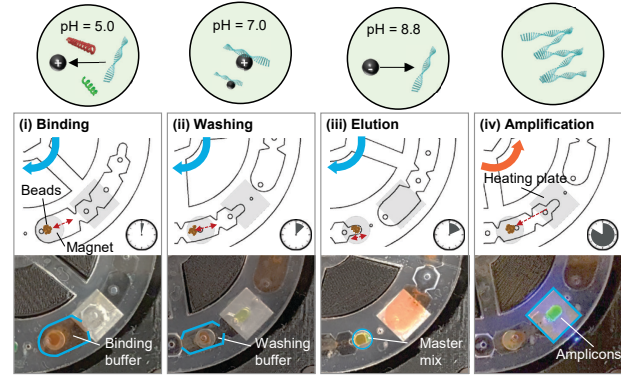 pH = 5.0
pH = 7.0
pH = 8.8
+
+
-
(i) Binding
(ii) Washing
(iii) Elution
(iv) Amplification
Beads
Magnet
Heating plate
Binding
buffer
Washing
buffer
Master
mix
Amplicons